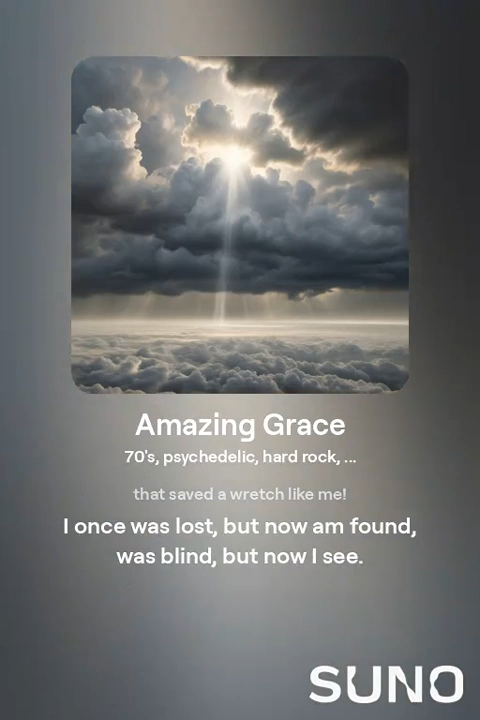 Amazing Grace
70's, psychedelic, hard rock, ...
that saved a wretch like me!
I once was lost, but now am found,
was blind, but now I see.
SUNO